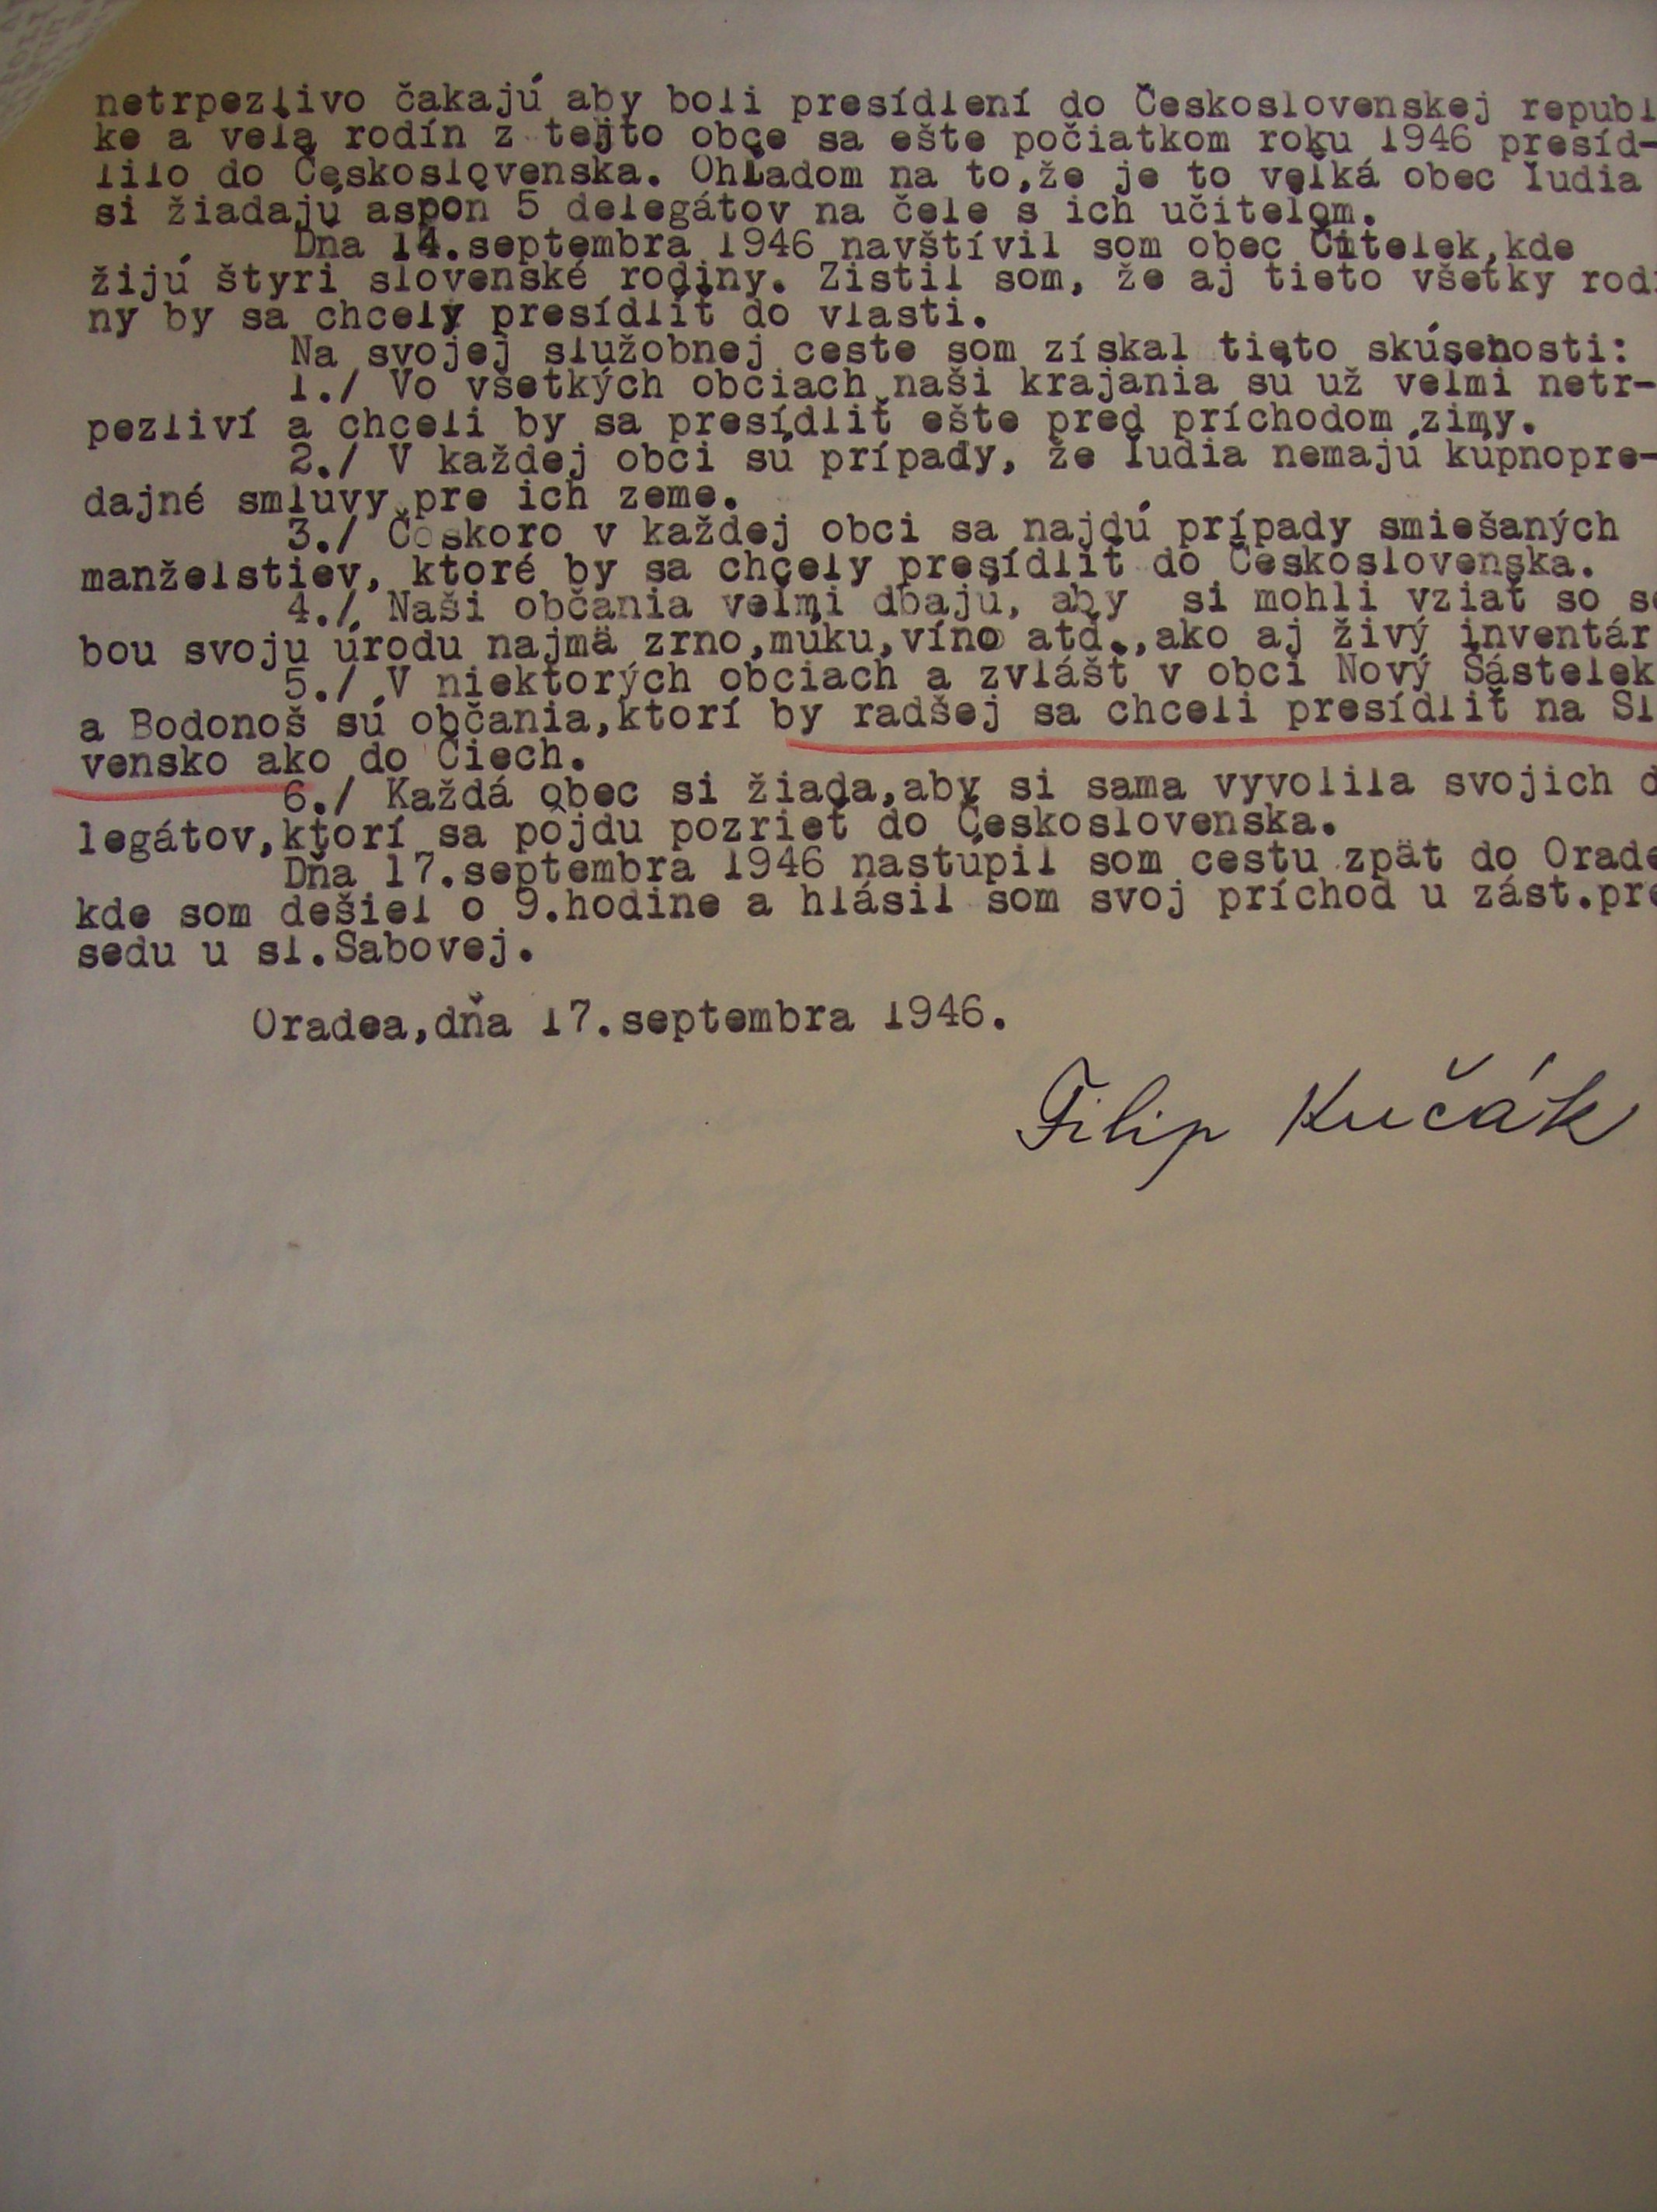 netrpezlivo čakajú aby boli presídlení do Československej republ
ke a velą rodín z tejto obce sa ešte počiatkom roku 1946 presíd-
lilo do Československa. Ohľadom na to,že je to veľká obec ľudia
si žiadajú aspon 5 delegátov na čele s ich učitelom.
Dňa 14.septembra 1946 navštívil som obec Čitelek,kde
žijú štyri slovenské rodiny. Zistil som, že aj tieto všetky rodi
ny by sa chcely presídliť do vlasti.
Na svojej služobnej ceste som získal tieto skúsenosti:
1./ Vo všetkých obciach naši krajania sú už veľmi netr-
pezliví a chceli by sa presídliť ešte pred príchodom zimy.
2./ V každej obci sú prípady, že ľudia nemajú kúpnopre-
dajné smluvy pre ich zeme.
3./ Čoskoro v každej obci sa najdú prípady smiešaných
manželstiev, ktoré by sa chcely presídliť do Československa.
4./ Naši občania veľmi dbajú, aby si mohli vziať so se
bou svoju úrodu najmä zrno,múku,víno atď.,ako aj živý inventár
5./ V niektorých obciach a zvlášť v obci Nový Šástelek
a Bodonoš sú občania,ktorí by radšej sa chceli presídliť na Sl
vensko ako do Čiech.
6./ Každá obec si žiada,aby si sama vyvolila svojich d
legátov,ktorí sa pôjdu pozrieť do Československa.
Dňa 17.septembra 1946 nastúpil som cestu zpät do Orade
kde som dešiel o 9.hodine a hlásil som svoj príchod u zást.pre
sedu u sl.Sabovej.
Oradea,dňa 17.septembra 1946.
Filip Kučák